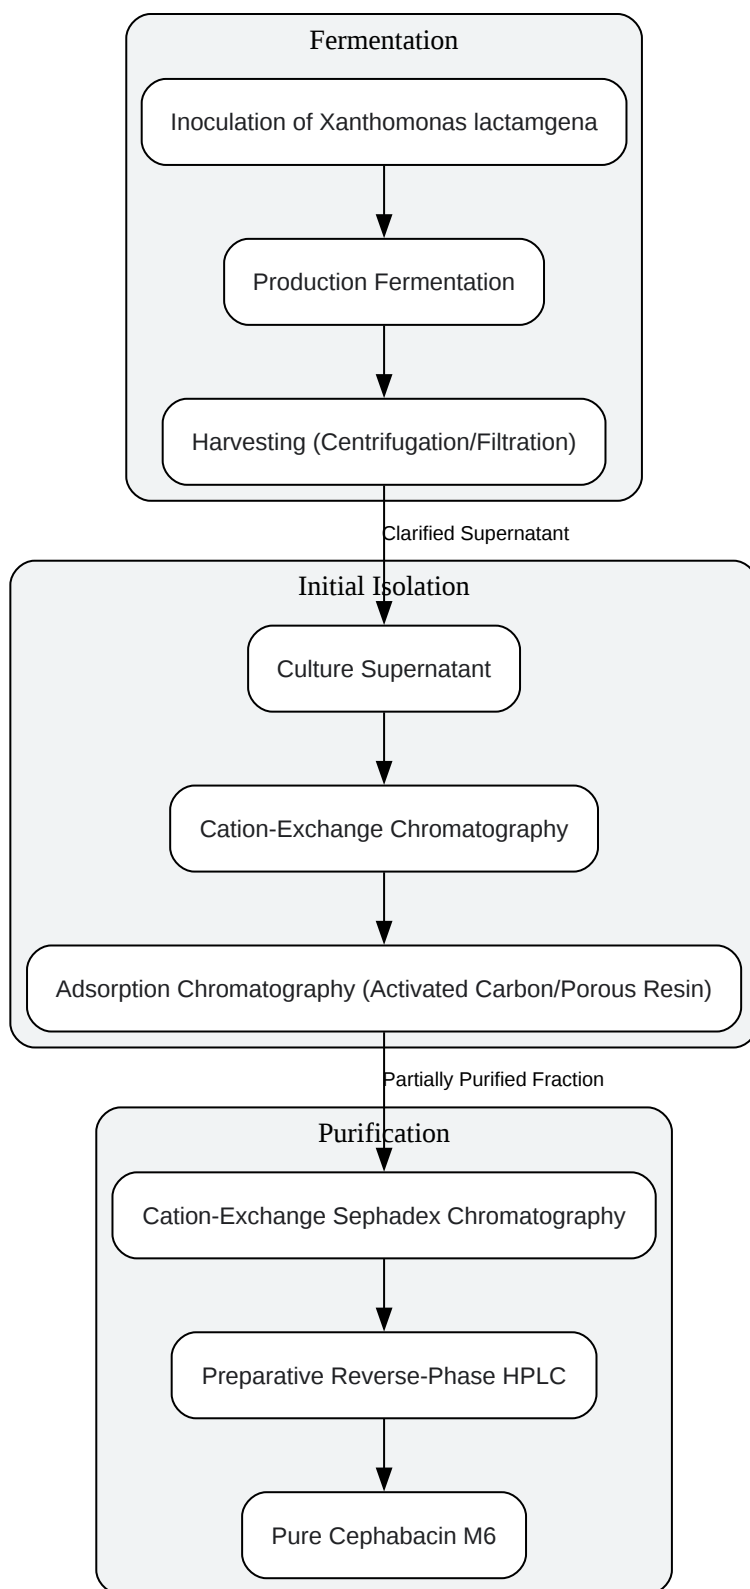 Fermentation
Inoculation of Xanthomonas lactamgena
Production Fermentation
Harvesting (Centrifugation/Filtration)
Clarified Supernatant
Initial Isolation
Culture Supernatant
Cation-Exchange Chromatography
Adsorption Chromatography (Activated Carbon/Porous Resin)
Partially Purified Fraction
Purification
Cation-Exchange Sephadex Chromatography
Preparative Reverse-Phase HPLC
Pure Cephabacin M6